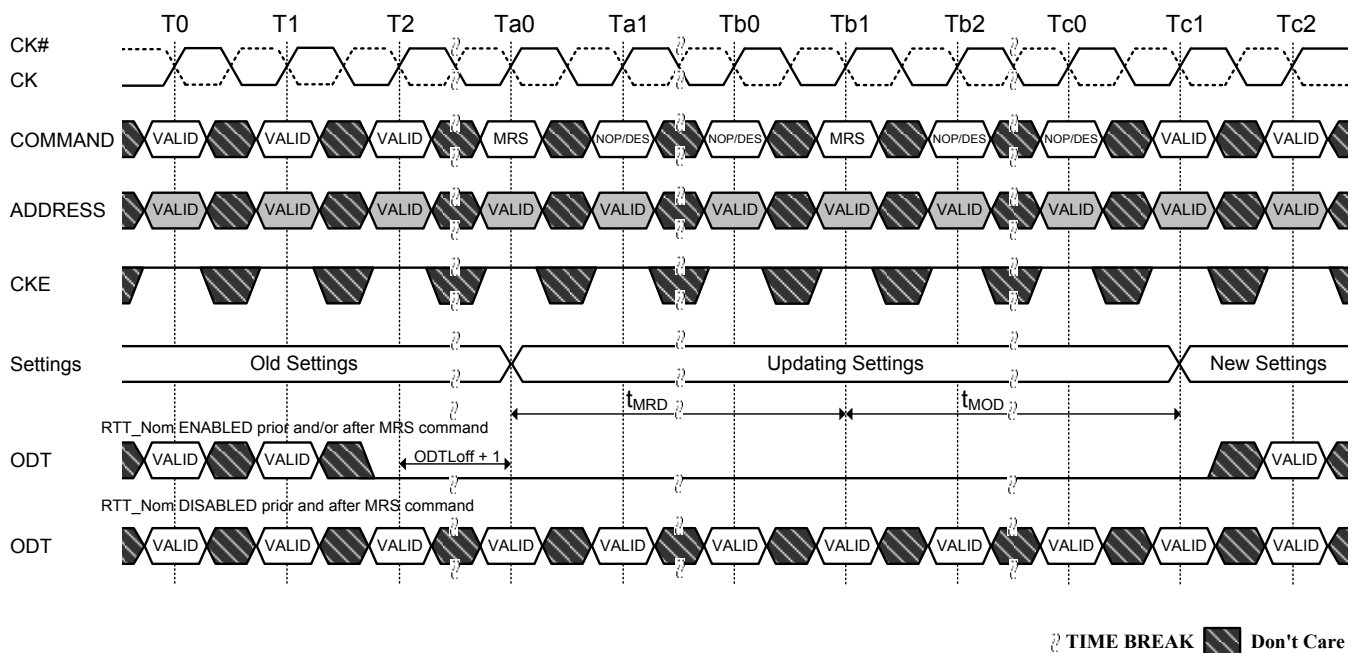 T0 T1 T2 Ta0 Ta1 Tb0 Tb1 Tb2 Tc0 Tc1 Tc2
CK#
CK
COMMAND VALID VALID VALID MRS NOP/DES NOP/DES MRS NOP/DES NOP/DES VALID VALID
ADDRESS VALID VALID VALID VALID VALID VALID VALID VALID VALID VALID VALID
CKE
Settings Old Settings Updating Settings New Settings
tMRD tMOD
RTT_Nom ENABLED prior and/or after MRS command
ODT VALID VALID ODTLoff + 1 VALID
RTT_Nom DISABLED prior and after MRS command
ODT VALID VALID VALID VALID VALID VALID VALID VALID VALID VALID VALID
TIME BREAK Don't Care